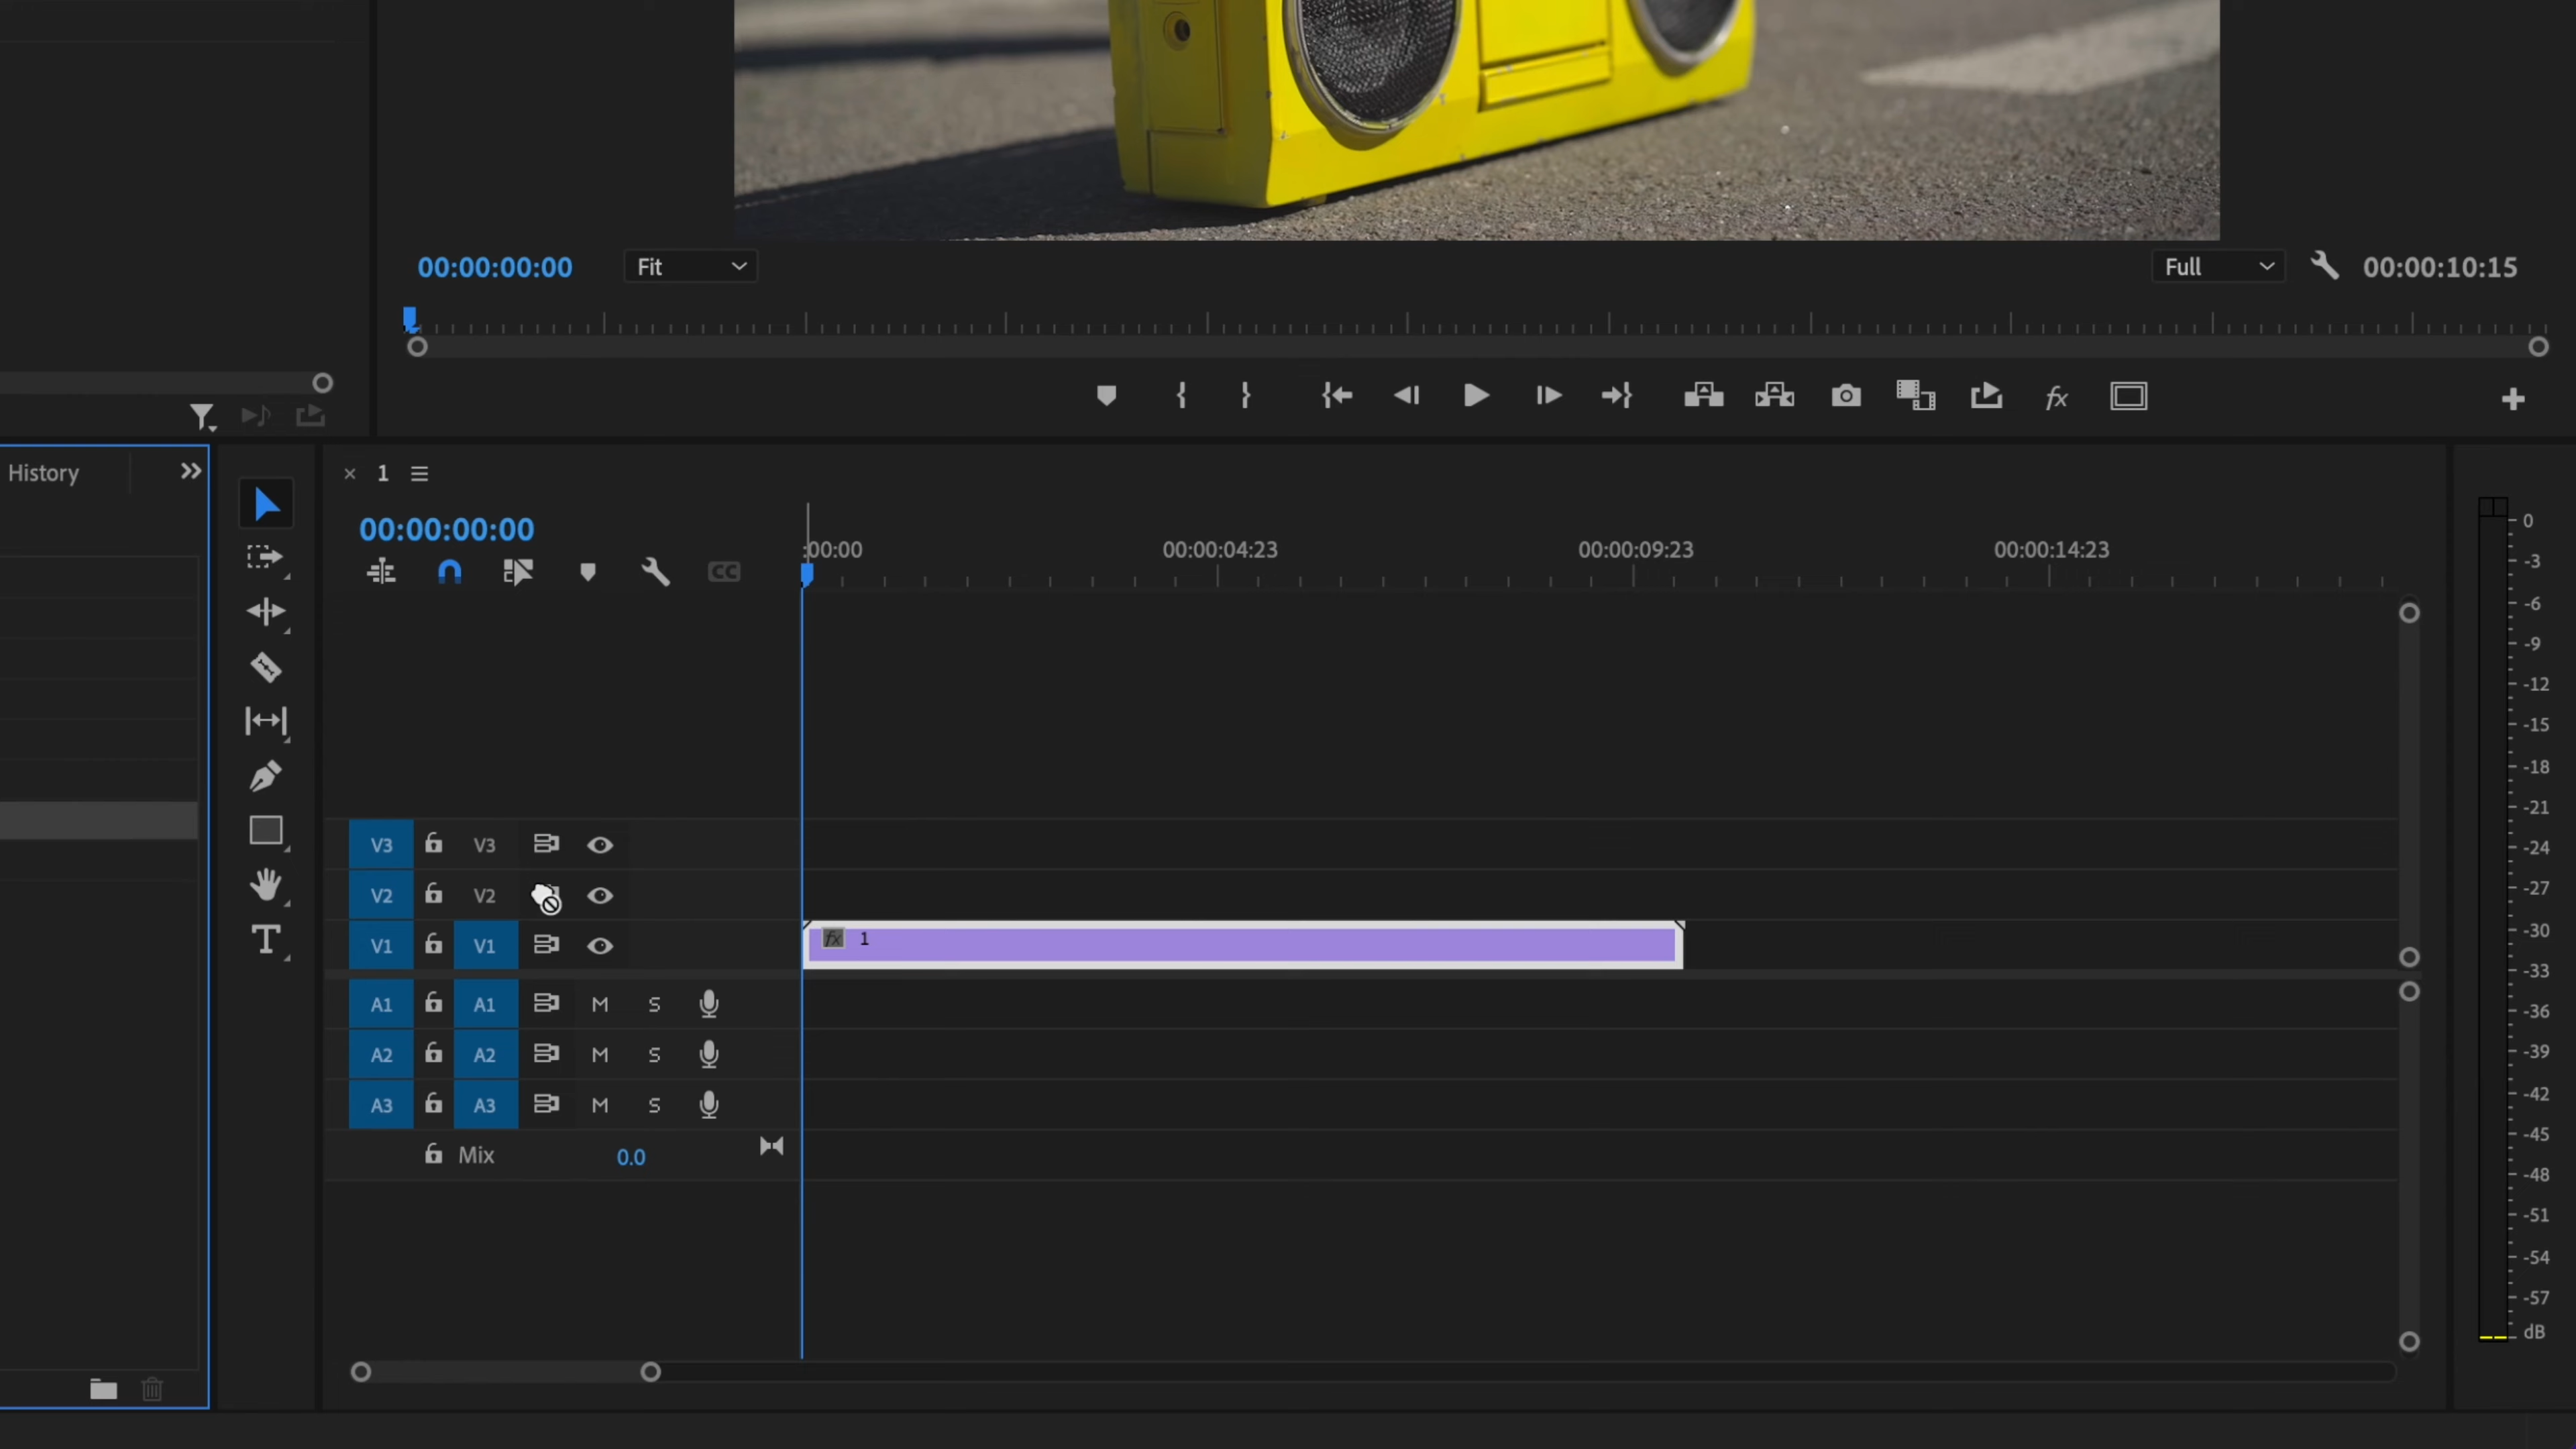 00:00:00:00 Fit Full 00:00:10:15
fx
History
× 1
00:00:00:00
:00:00 00:00:04:23 00:00:09:23 00:00:14:23
CC
V3 V3
V2 V2
V1 V1 fx 1
A1 A1 M S
A2 A2 M S
A3 A3 M S
Mix 0.0
T
0
-3
-6
-9
-12
-15
-18
-21
-24
-27
-30
-33
-36
-39
-42
-45
-48
-51
-54
-57
dB